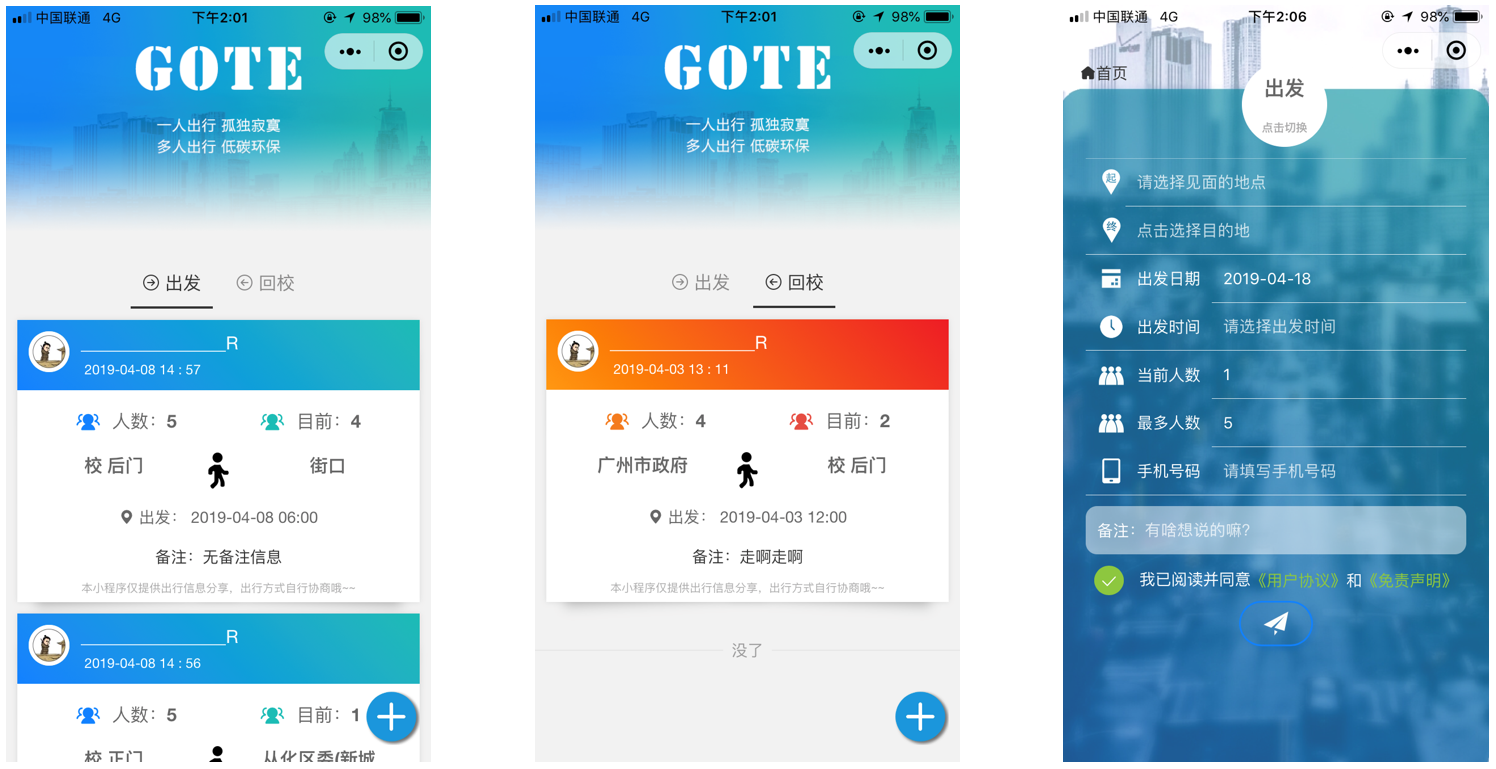 中国联通 4G 下午2:01 98%
GOTE
一人出行 孤独寂寞
多人出行 低碳环保
出发 回校
______________R
2019-04-08 14 : 57
人数：5 目前：4
校 后门 街口
出发： 2019-04-08 06:00
备注：无备注信息
本小程序仅提供出行信息分享，出行方式自行协商哦~~
______________R
2019-04-08 14 : 56
人数：5 目前：1
校 正门 从化区委(新城
中国联通 4G 下午2:01 98%
GOTE
一人出行 孤独寂寞
多人出行 低碳环保
出发 回校
______________R
2019-04-03 13 : 11
人数：4 目前：2
广州市政府 校 后门
出发： 2019-04-03 12:00
备注：走啊走啊
本小程序仅提供出行信息分享，出行方式自行协商哦~~
没了
中国联通 4G 下午2:06 98%
首页
出发
点击切换
起 请选择见面的地点
终 点击选择目的地
出发日期 2019-04-18
出发时间 请选择出发时间
当前人数 1
最多人数 5
手机号码 请填写手机号码
备注：有啥想说的嘛?
我已阅读并同意《用户协议》和《免责声明》